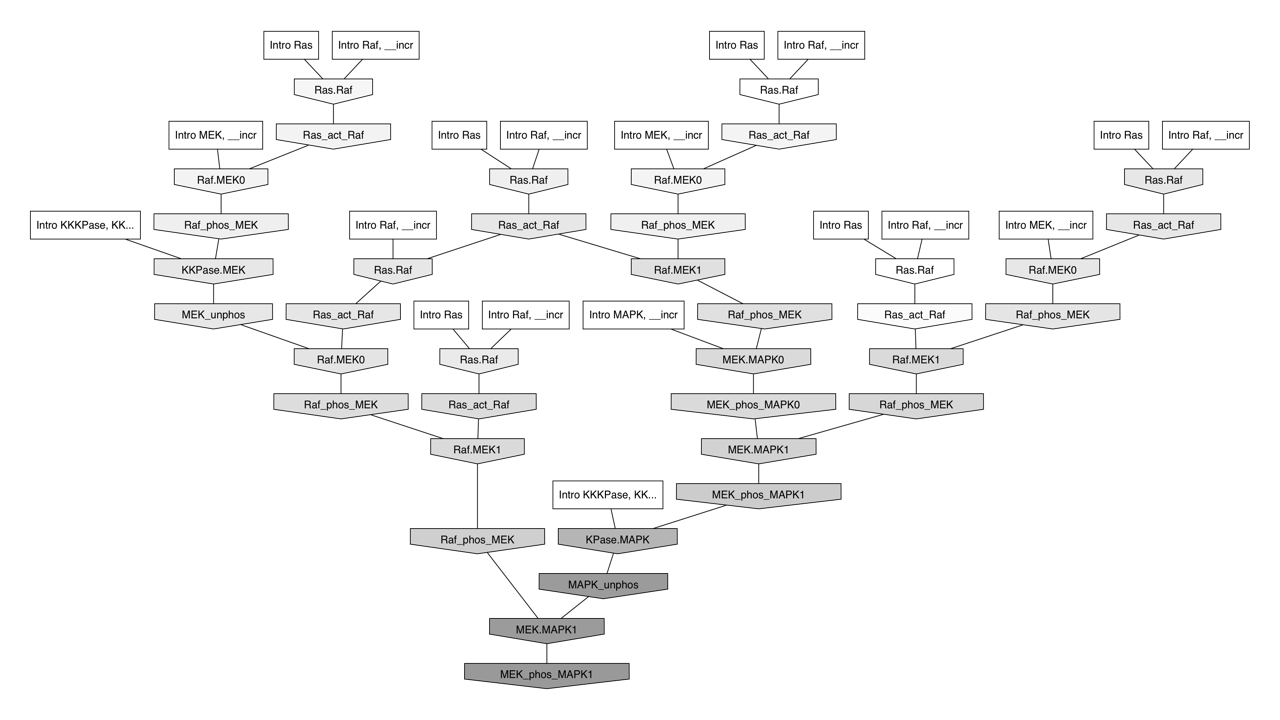 Intro Ras
Intro Raf, __incr
Intro Ras
Intro Raf, __incr
Ras.Raf
Ras.Raf
Intro MEK, __incr
Ras_act_Raf
Intro Ras
Intro Raf, __incr
Intro MEK, __incr
Ras_act_Raf
Intro Ras
Intro Raf, __incr
Raf.MEK0
Ras.Raf
Raf.MEK0
Ras.Raf
Intro KKKPase, KK...
Raf_phos_MEK
Intro Raf, __incr
Ras_act_Raf
Raf_phos_MEK
Intro Ras
Intro Raf, __incr
Intro MEK, __incr
Ras_act_Raf
KKPase.MEK
Ras.Raf
Raf.MEK1
Ras.Raf
Raf.MEK0
MEK_unphos
Ras_act_Raf
Intro Ras
Intro Raf, __incr
Intro MAPK, __incr
Raf_phos_MEK
Ras_act_Raf
Raf_phos_MEK
Raf.MEK0
Ras.Raf
MEK.MAPK0
Raf.MEK1
Raf_phos_MEK
Ras_act_Raf
MEK_phos_MAPK0
Raf_phos_MEK
Raf.MEK1
MEK.MAPK1
Intro KKKPase, KK...
MEK_phos_MAPK1
Raf_phos_MEK
KPase.MAPK
MAPK_unphos
MEK.MAPK1
MEK_phos_MAPK1